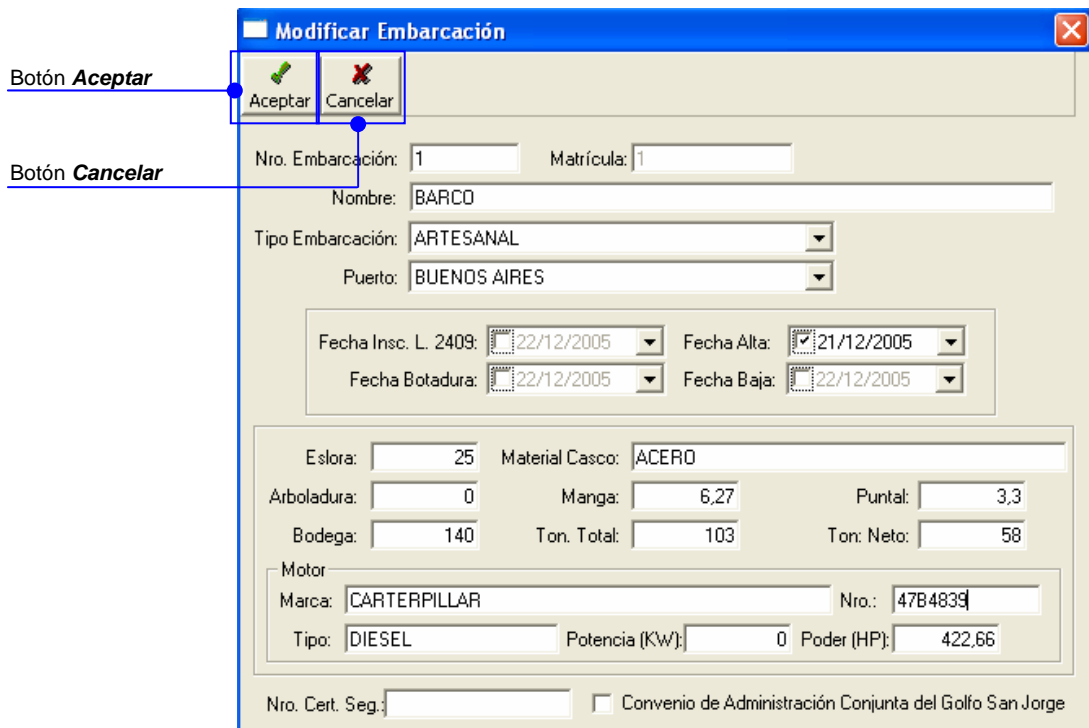 Modificar Embarcación
Botón Aceptar
Aceptar Cancelar
Botón Cancelar
Nro. Embarcación: 1 Matrícula: 1
Nombre: BARCO
Tipo Embarcación: ARTESANAL
Puerto: BUENOS AIRES
Fecha Insc. L. 2409: 22/12/2005 Fecha Alta: 21/12/2005
Fecha Botadura: 22/12/2005 Fecha Baja: 22/12/2005
Eslora: 25 Material Casco: ACERO
Arboladura: 0 Manga: 6,27 Puntal: 3,3
Bodega: 140 Ton. Total: 103 Ton: Neto: 58
Motor
Marca: CARTERPILLAR Nro.: 47B4839
Tipo: DIESEL Potencia (KW): 0 Poder (HP): 422,66
Nro. Cert. Seg.: Convenio de Administración Conjunta del Golfo San Jorge